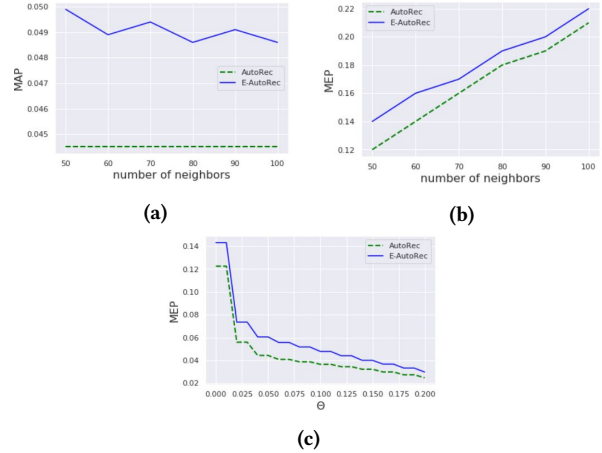 0.050
0.049
0.048
0.047
0.046
0.045
MAP
AutoRec
E-AutoRec
50 60 70 80 90 100
number of neighbors
(a)
0.22
0.20
0.18
0.16
0.14
0.12
MEP
AutoRec
E-AutoRec
50 60 70 80 90 100
number of neighbors
(b)
0.14
0.12
0.10
0.08
0.06
0.04
0.02
MEP
AutoRec
E-AutoRec
0.000 0.025 0.050 0.075 0.100 0.125 0.150 0.175 0.200
Θ
(c)